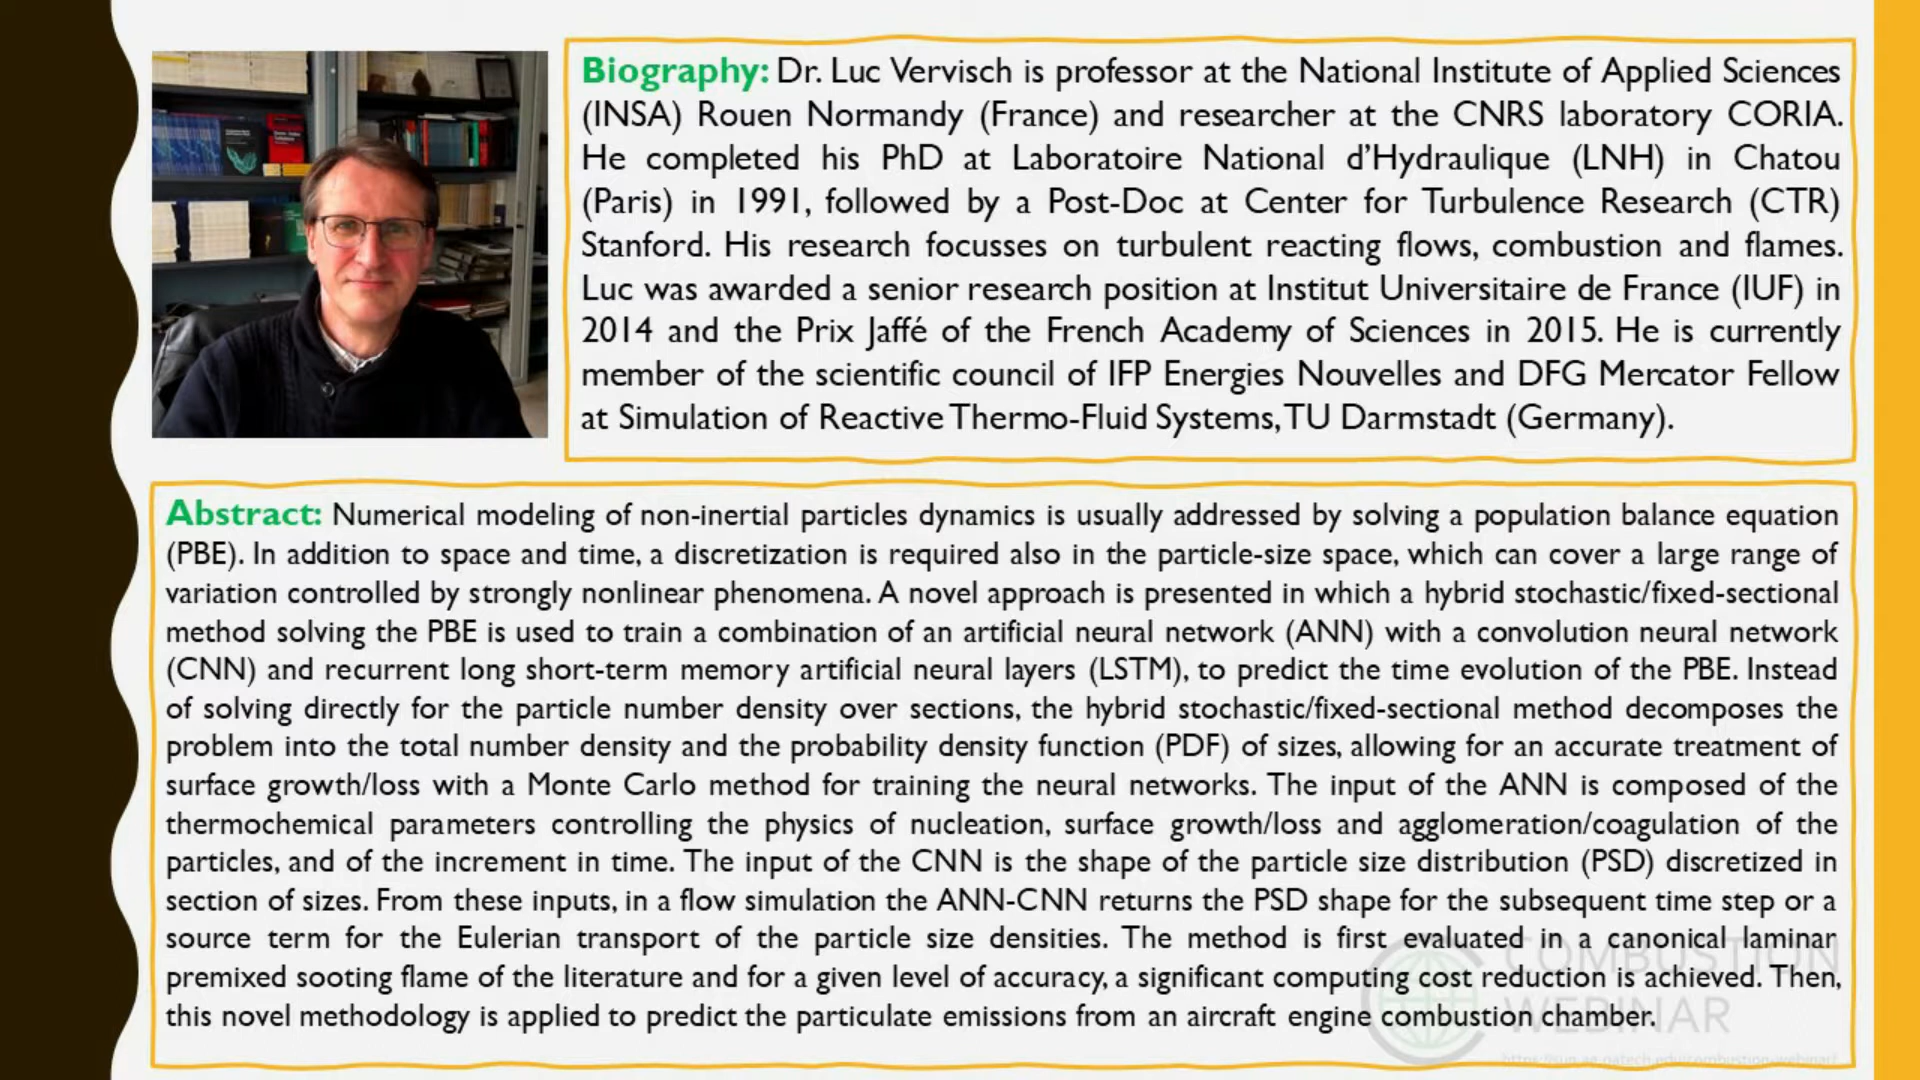 Biography: Dr. Luc Vervisch is professor at the National Institute of Applied Sciences
(INSA) Rouen Normandy (France) and researcher at the CNRS laboratory CORIA.
He completed his PhD at Laboratoire National d'Hydraulique (LNH) in Chatou
(Paris) in 1991, followed by a Post-Doc at Center for Turbulence Research (CTR)
Stanford. His research focusses on turbulent reacting flows, combustion and flames.
Luc was awarded a senior research position at Institut Universitaire de France (IUF) in
2014 and the Prix Jaffé of the French Academy of Sciences in 2015. He is currently
member of the scientific council of IFP Energies Nouvelles and DFG Mercator Fellow
at Simulation of Reactive Thermo-Fluid Systems, TU Darmstadt (Germany).
Abstract: Numerical modeling of non-inertial particles dynamics is usually addressed by solving a population balance equation
(PBE). In addition to space and time, a discretization is required also in the particle-size space, which can cover a large range of
variation controlled by strongly nonlinear phenomena. A novel approach is presented in which a hybrid stochastic/fixed-sectional
method solving the PBE is used to train a combination of an artificial neural network (ANN) with a convolution neural network
(CNN) and recurrent long short-term memory artificial neural layers (LSTM), to predict the time evolution of the PBE. Instead
of solving directly for the particle number density over sections, the hybrid stochastic/fixed-sectional method decomposes the
problem into the total number density and the probability density function (PDF) of sizes, allowing for an accurate treatment of
surface growth/loss with a Monte Carlo method for training the neural networks. The input of the ANN is composed of the
thermochemical parameters controlling the physics of nucleation, surface growth/loss and agglomeration/coagulation of the
particles, and of the increment in time. The input of the CNN is the shape of the particle size distribution (PSD) discretized in
section of sizes. From these inputs, in a flow simulation the ANN-CNN returns the PSD shape for the subsequent time step or a
source term for the Eulerian transport of the particle size densities. The method is first evaluated in a canonical laminar
premixed sooting flame of the literature and for a given level of accuracy, a significant computing cost reduction is achieved. Then,
this novel methodology is applied to predict the particulate emissions from an aircraft engine combustion chamber.
COMBUSTION
WEBINAR